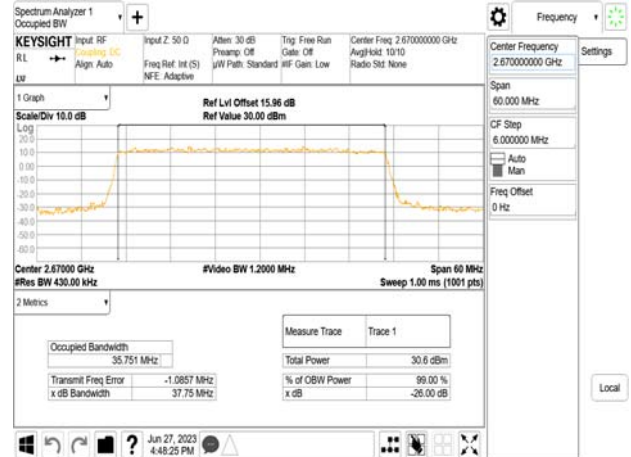 Spectrum Analyzer 1
Occupied BW
Frequency
KEYSIGHT
Input: RF
Coupling: DC
Align: Auto
Input Z: 50 Ω
Freq Ref: Int (S)
NFE: Adaptive
Atten: 30 dB
Preamp: Off
µW Path: Standard
Trig: Free Run
Gate: Off
#IF Gain: Low
Center Freq: 2.670000000 GHz
Avg|Hold: 10/10
Radio Std: None
RL
Center Frequency
2.670000000 GHz
Settings
Span
60.000 MHz
CF Step
6.000000 MHz
Auto
Man
Freq Offset
0 Hz
1 Graph
Scale/Div 10.0 dB
Ref Lvl Offset 15.96 dB
Ref Value 30.00 dBm
Log
20.0
10.0
0.00
-10.0
-20.0
-30.0
-40.0
-50.0
-60.0
Center 2.67000 GHz
#Res BW 430.00 kHz
#Video BW 1.2000 MHz
Span 60 MHz
Sweep 1.00 ms (1001 pts)
2 Metrics
Measure Trace Trace 1
Occupied Bandwidth
35.751 MHz
Total Power 30.6 dBm
Transmit Freq Error -1.0857 MHz
% of OBW Power 99.00 %
x dB Bandwidth 37.75 MHz
x dB -26.00 dB
Local
Jun 27, 2023
4:48:25 PM